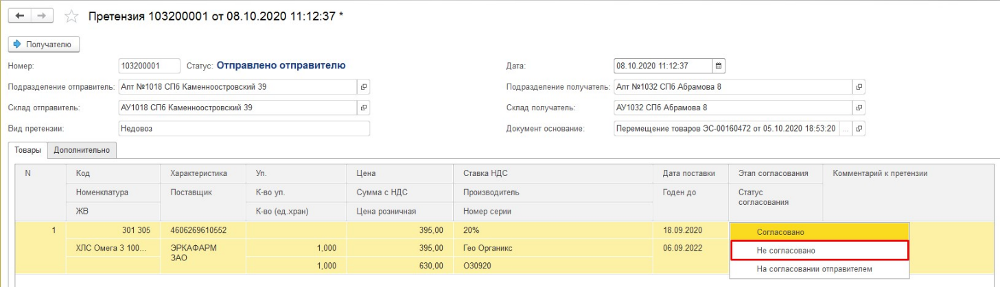 Претензия 103200001 от 08.10.2020 11:12:37 *
Получателю
Номер: 103200001 Статус: Отправлено отправителю Дата: 08.10.2020 11:12:37
Подразделение отправитель: Апт №1018 СПб Каменноостровский 39 Подразделение получатель: Апт №1032 СПб Абрамова 8
Склад отправитель: АУ1018 СПб Каменноостровский 39 Склад получатель: АУ1032 СПб Абрамова 8
Вид претензии: Недовоз Документ основание: Перемещение товаров ЭС-00160472 от 05.10.2020 18:53:20 ...
Товары Дополнительно
N Код Характеристика Уп. Цена Ставка НДС Дата поставки Этап согласования Комментарий к претензии
Номенклатура Поставщик К-во уп. Сумма с НДС Производитель Годен до Статус
согласования
ЖВ К-во (ед.хран) Цена розничная Номер серии
1 301 305 4606269610552 395,00 20% 18.09.2020 Согласовано
ХЛС Омега 3 100... ЭРКАФАРМ 1,000 395,00 Гео Органикс 06.09.2022 Не согласовано
ЗАО
1,000 630,00 О30920 На согласовании отправителем